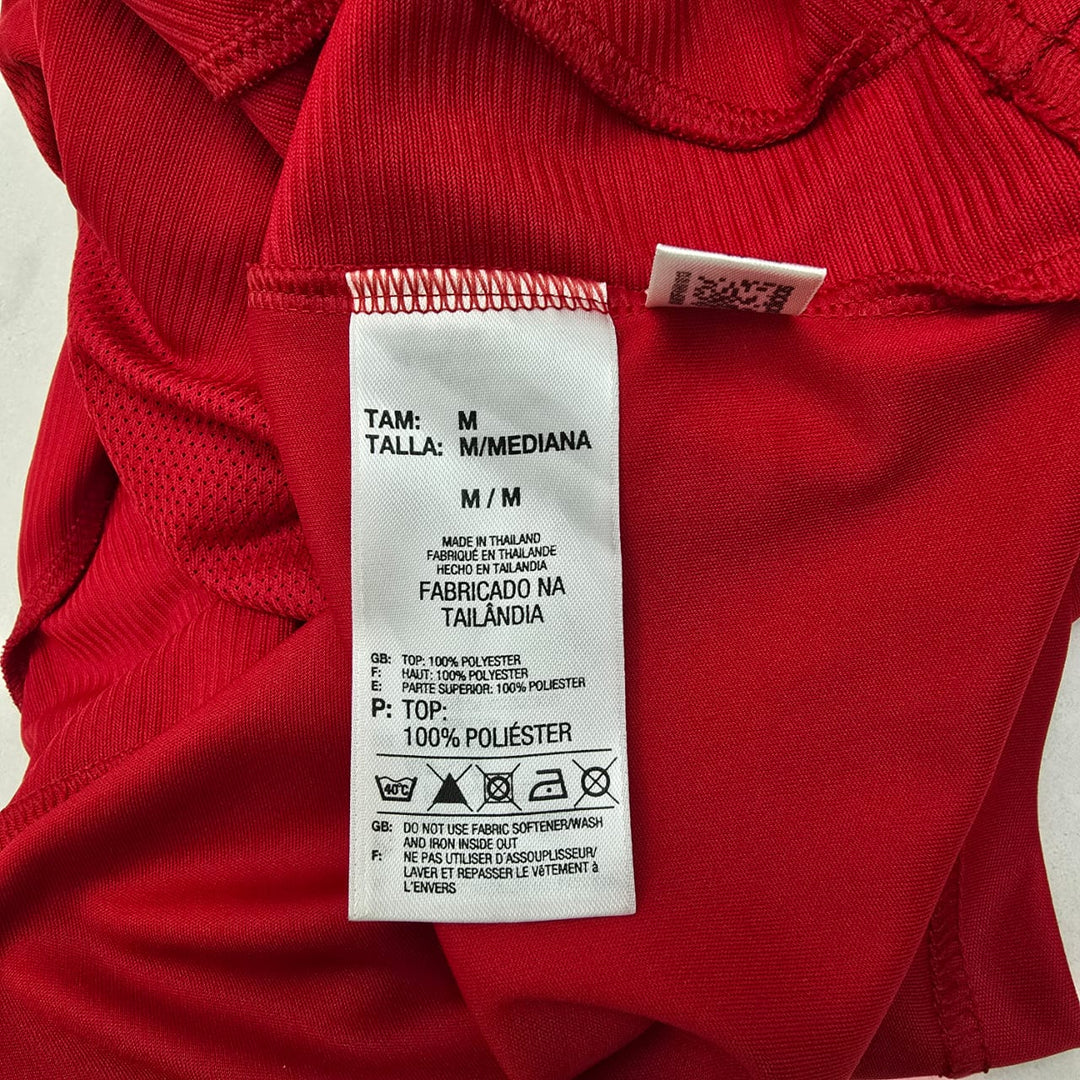 TAM: M
TALLA: M/MEDIANA
M / M
MADE IN THAILAND
FABRIQUÉ EN THAILANDE
HECHO EN TAILANDIA
FABRICADO NA
TAILÂNDIA
GB: TOP: 100% POLYESTER
F: HAUT: 100% POLYESTER
E: PARTE SUPERIOR: 100% POLIESTER
P: TOP:
100% POLIÉSTER
40°C
GB: DO NOT USE FABRIC SOFTENER/WASH
AND IRON INSIDE OUT
F: NE PAS UTILISER D'ASSOUPLISSEUR/
LAVER ET REPASSER LE VêTEMENT à
L'ENVERS